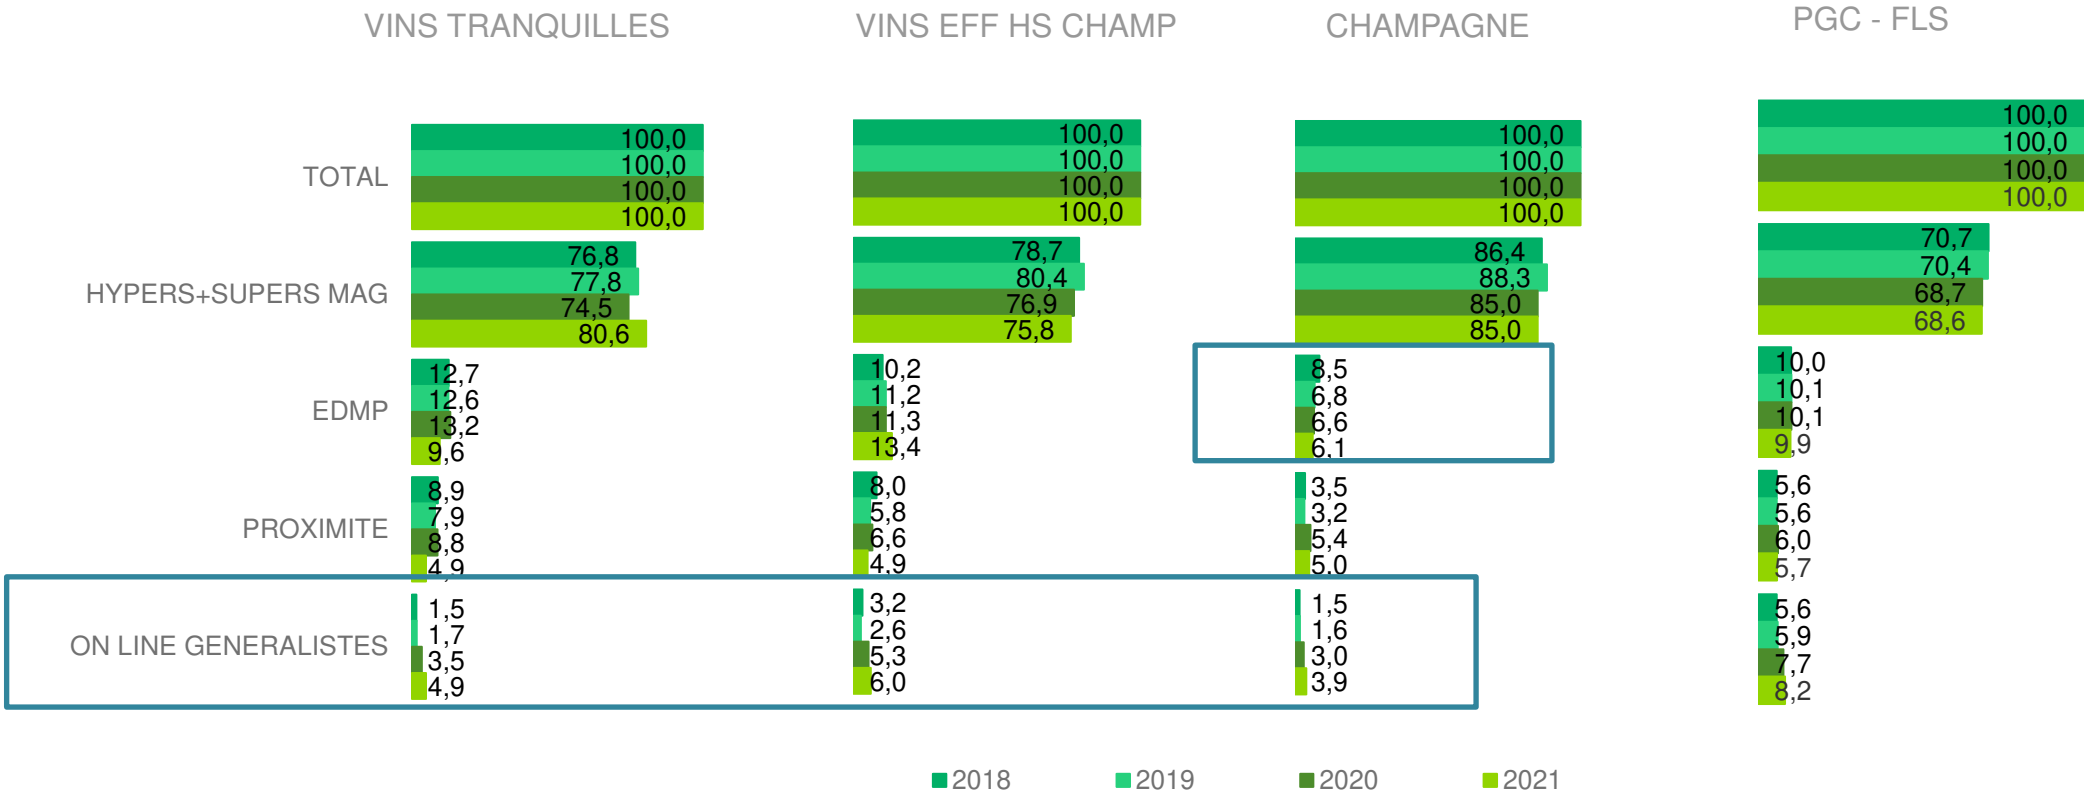 VINS TRANQUILLES VINS EFF HS CHAMP CHAMPAGNE PGC - FLS
TOTAL
100,0 100,0 100,0 100,0
100,0 100,0 100,0 100,0
100,0 100,0 100,0 100,0
100,0 100,0 100,0 100,0
HYPERS+SUPERS MAG
76,8 78,7 86,4 70,7
77,8 80,4 88,3 70,4
74,5 76,9 85,0 68,7
80,6 75,8 85,0 68,6
EDMP
12,7 10,2 8,5 10,0
12,6 11,2 6,8 10,1
13,2 11,3 6,6 10,1
9,6 13,4 6,1 9,9
PROXIMITE
8,9 8,0 3,5 5,6
7,9 5,8 3,2 5,6
8,8 6,6 5,4 6,0
4,9 4,9 5,0 5,7
ON LINE GENERALISTES
1,5 3,2 1,5 5,6
1,7 2,6 1,6 5,9
3,5 5,3 3,0 7,7
4,9 6,0 3,9 8,2
2018 2019 2020 2021